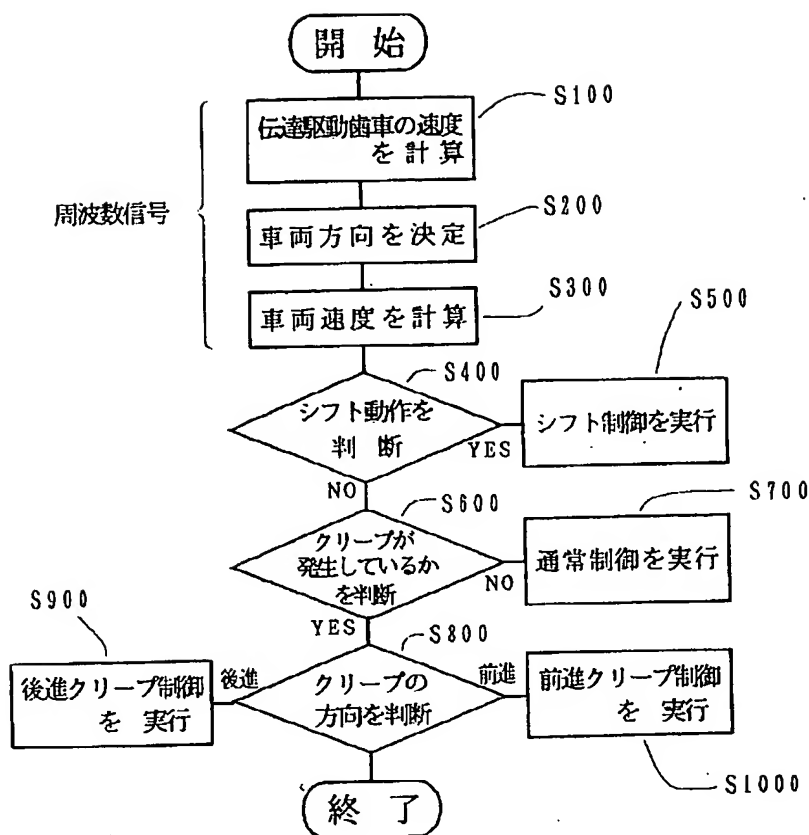 開始
S100
伝達駆動歯車の速度
を計算
周波数信号
S200
車両方向を決定
S300
車両速度を計算
S400
シフト動作を
判断
YES
S500
シフト制御を実行
NO
S600
クリープが
発生しているか
を判断
NO
S700
通常制御を実行
YES
S800
クリープの
方向を判断
後進
S900
後進クリープ制御
を実行
前進
前進クリープ制御
を実行
S1000
終了